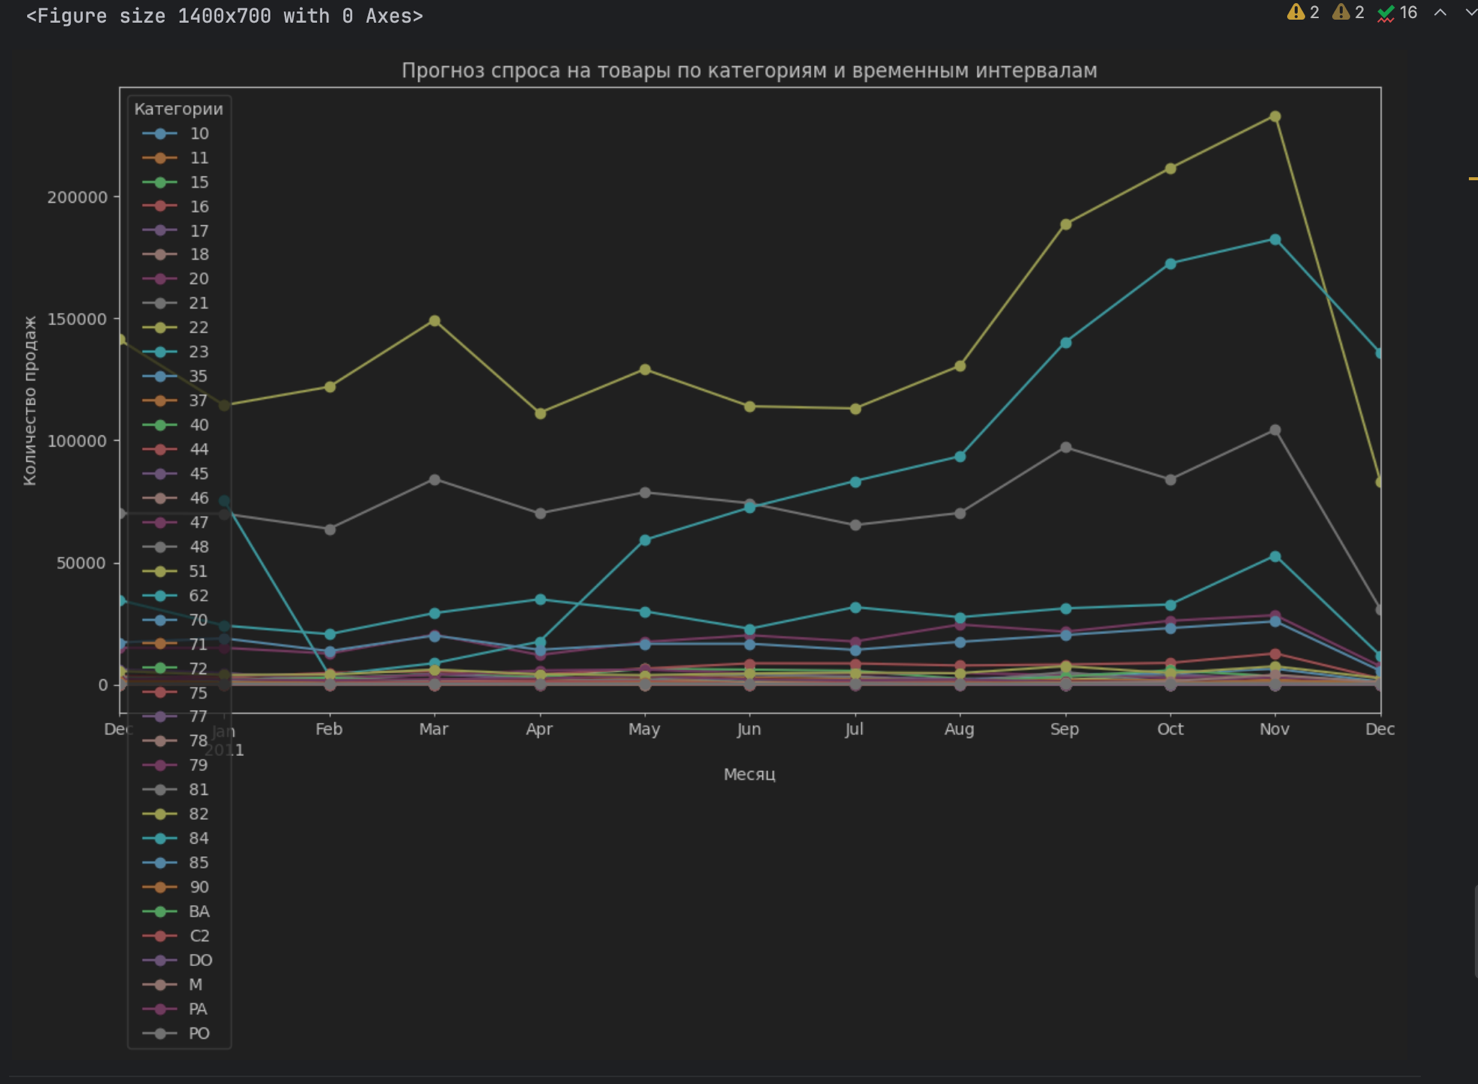 <Figure size 1400x700 with 0 Axes>
2 2 16
Прогноз спроса на товары по категориям и временным интервалам
Количество продаж
200000
150000
100000
50000
0
Категории
10
11
15
16
17
18
20
21
22
23
35
37
40
44
45
46
47
48
51
62
70
71
72
75
77
78
79
81
82
84
85
90
BA
C2
DO
M
PA
PO
Dec Jan Feb Mar Apr May Jun Jul Aug Sep Oct Nov Dec
2011
Месяц